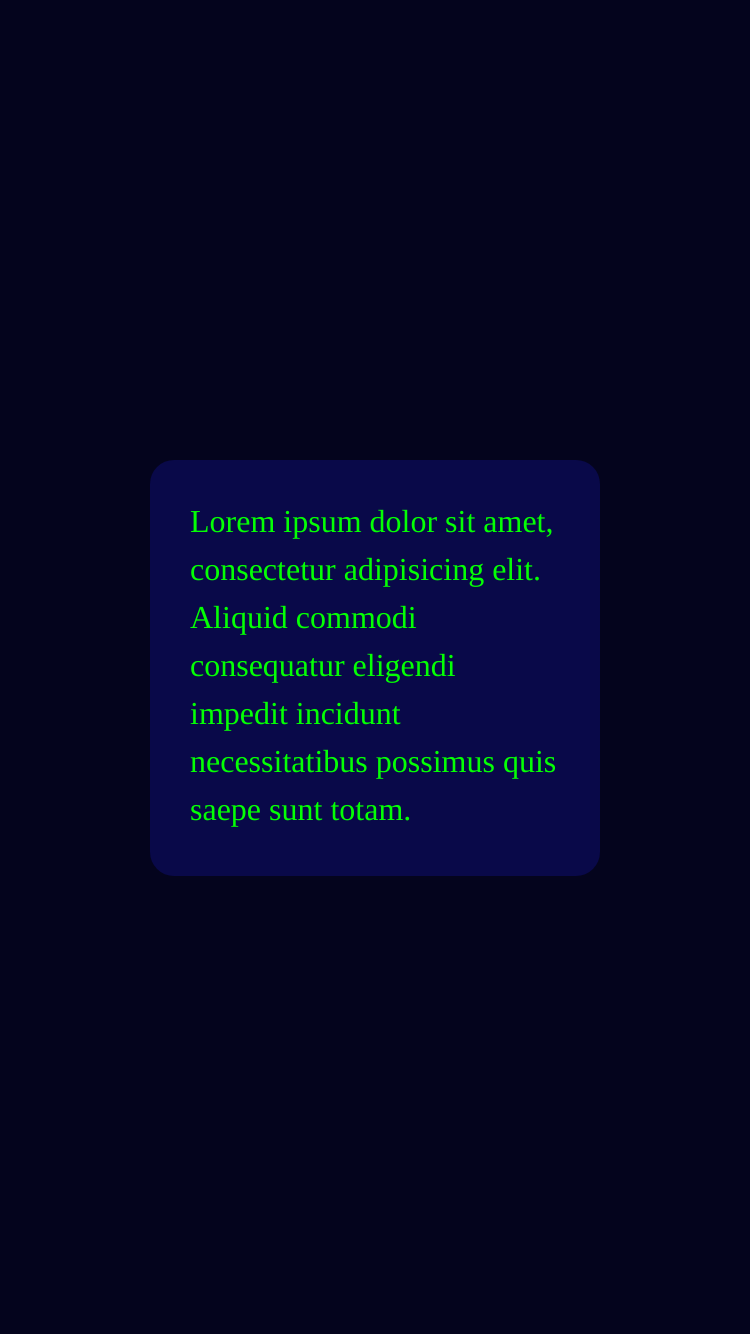 Lorem ipsum dolor sit amet,
consectetur adipisicing elit.
Aliquid commodi
consequatur eligendi
impedit incidunt
necessitatibus possimus quis
saepe sunt totam.